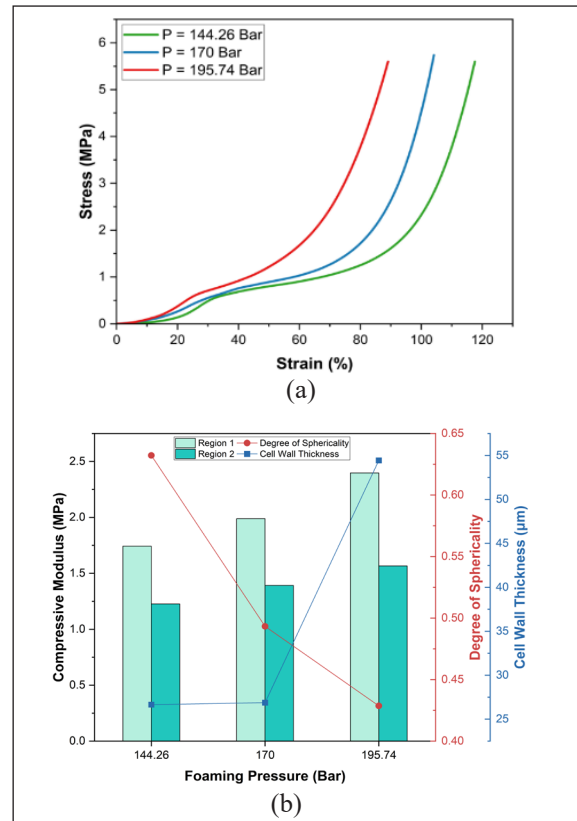 P = 144.26 Bar
P = 170 Bar
P = 195.74 Bar
Stress (MPa)
6
5
4
3
2
1
0
0 20 40 60 80 100 120
Strain (%)
(a)
Region 1 Degree of Sphericality
Region 2 Cell Wall Thickness
Compressive Modulus (MPa)
2.5
2.0
1.5
1.0
0.5
0.0
0.65
0.60
0.55
0.50
0.45
0.40
Degree of Sphericality
55
50
45
40
35
30
25
Cell Wall Thickness (μm)
144.26 170 195.74
Foaming Pressure (Bar)
(b)